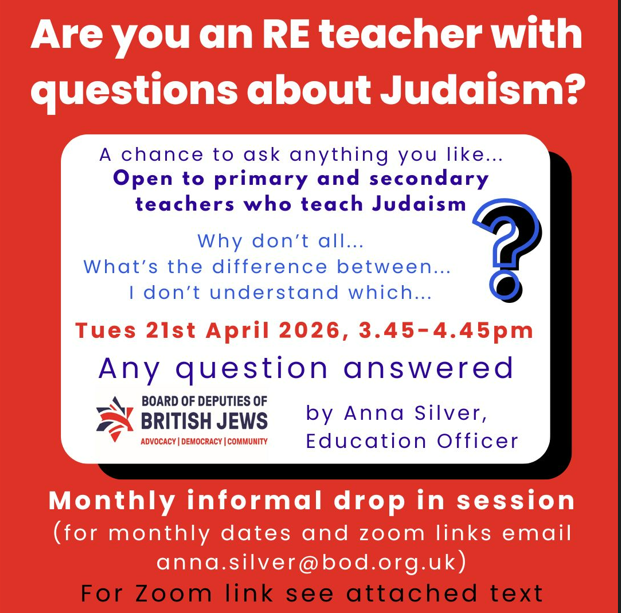 Are you an RE teacher with
questions about Judaism?
A chance to ask anything you like...
Open to primary and secondary
teachers who teach Judaism
?
Why don't all...
What's the difference between...
I don't understand which...
Tues 21st April 2026, 3.45-4.45pm
Any question answered
BOARD OF DEPUTIES OF
BRITISH JEWS
ADVOCACY | DEMOCRACY | COMMUNITY
by Anna Silver,
Education Officer
Monthly informal drop in session
(for monthly dates and zoom links email
anna.silver@bod.org.uk)
For Zoom link see attached text